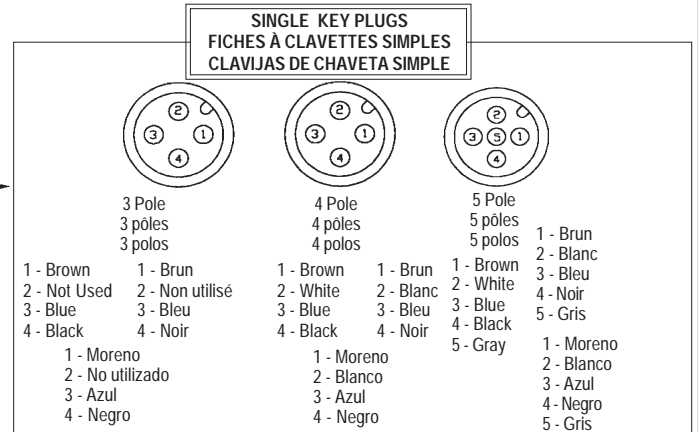 SINGLE KEY PLUGS
FICHES À CLAVETTES SIMPLES
CLAVIJAS DE CHAVETA SIMPLE
2
3 1
4
3 Pole
3 pôles
3 polos
1 - Brown
2 - Not Used
3 - Blue
4 - Black
1 - Brun
2 - Non utilisé
3 - Bleu
4 - Noir
1 - Moreno
2 - No utilizado
3 - Azul
4 - Negro
2
3 1
4
4 Pole
4 pôles
4 polos
1 - Brown
2 - White
3 - Blue
4 - Black
1 - Brun
2 - Blanc
3 - Bleu
4 - Noir
1 - Moreno
2 - Blanco
3 - Azul
4 - Negro
2
3 5 1
4
5 Pole
5 pôles
5 polos
1 - Brown
2 - White
3 - Blue
4 - Black
5 - Gray
1 - Brun
2 - Blanc
3 - Bleu
4 - Noir
5 - Gris
1 - Moreno
2 - Blanco
3 - Azul
4 - Negro
5 - Gris